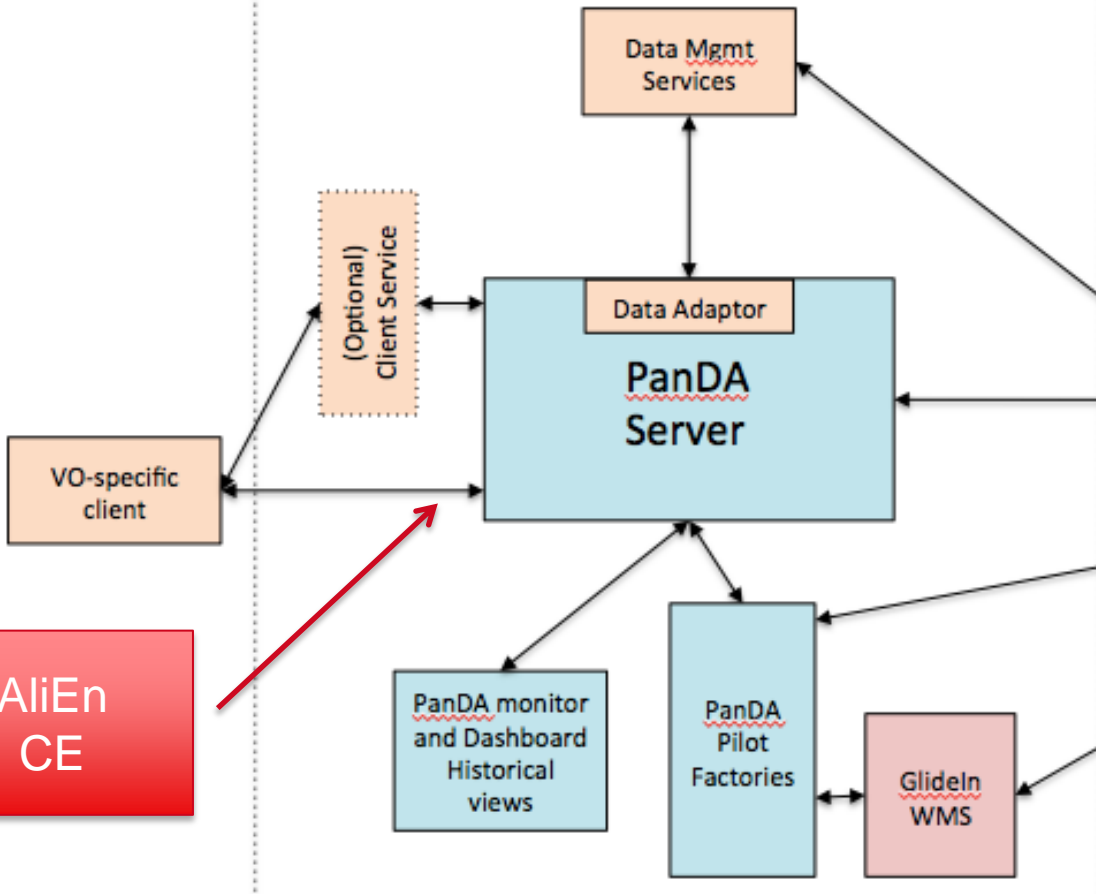 Data Mgmt
Services
(Optional)
Client Service
Data Adaptor
PanDA
Server
VO-specific
client
AliEn
CE
PanDA monitor
and Dashboard
Historical
views
PanDA
Pilot
Factories
GlideIn
WMS